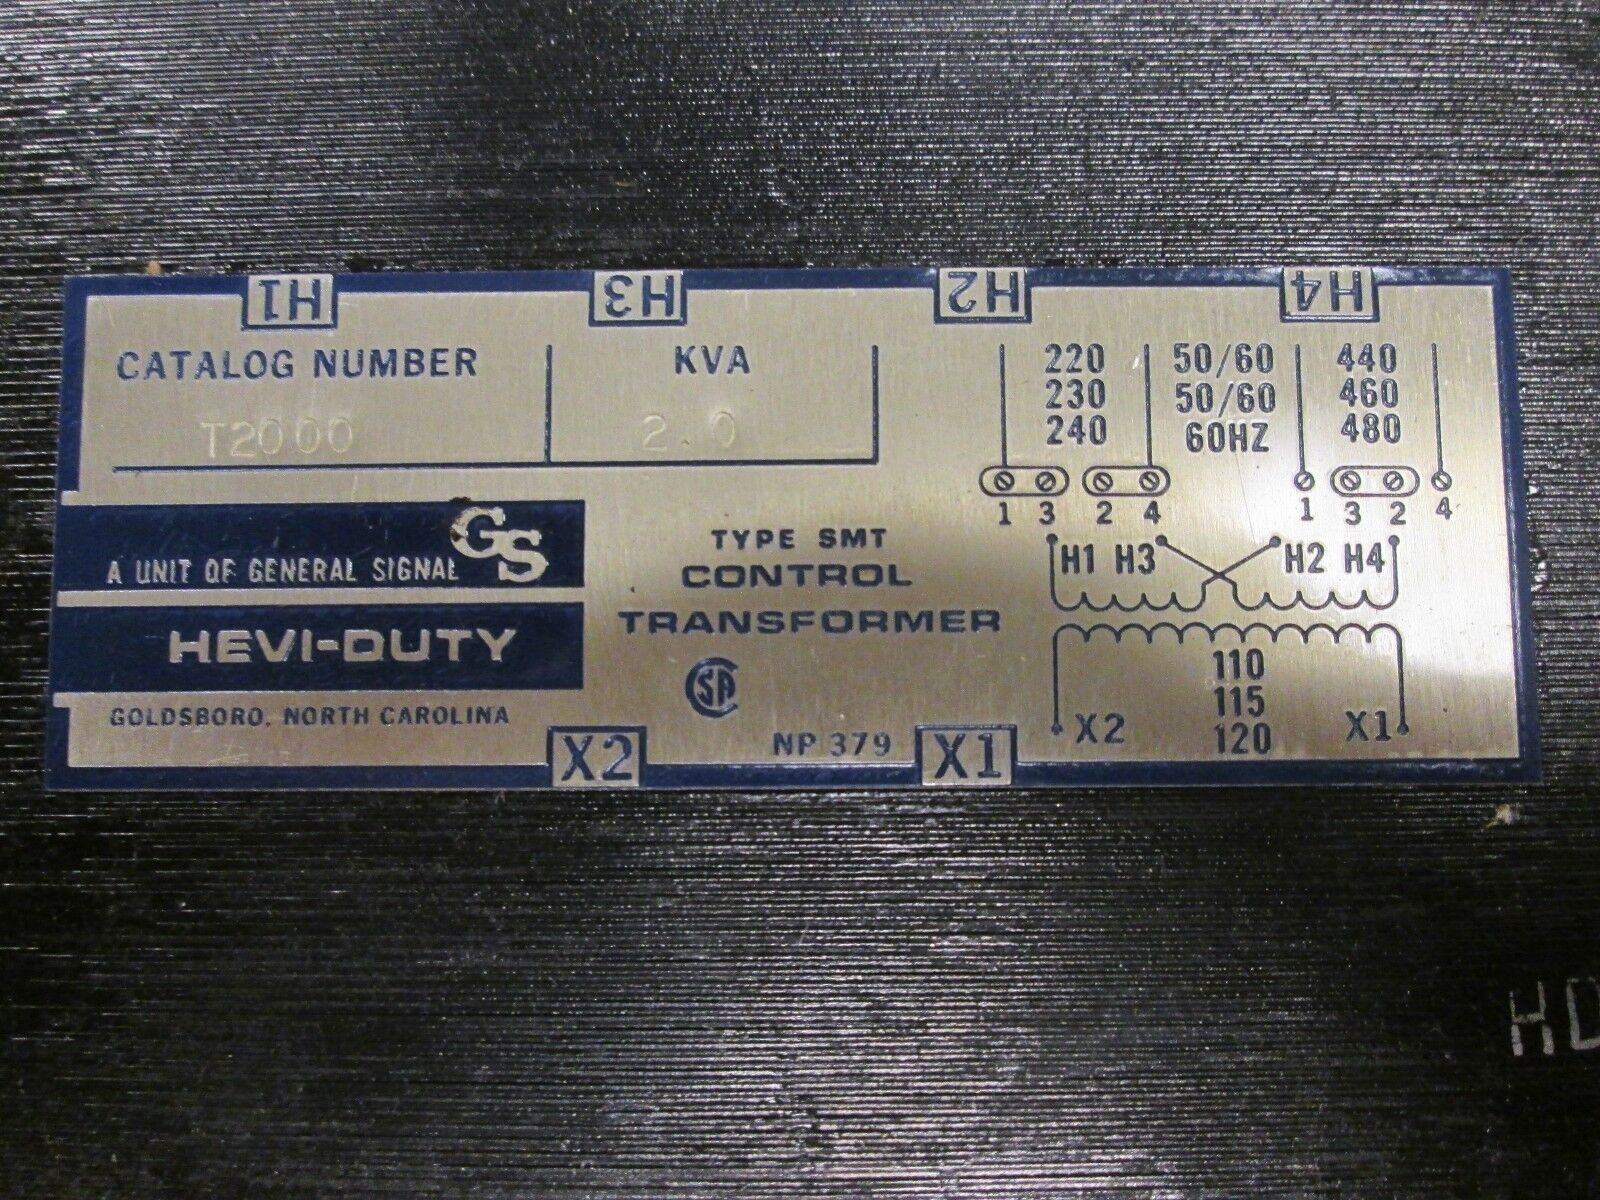 H1 H3 H2 H4
CATALOG NUMBER
T2000
KVA
2.0
220 50/60 440
230 50/60 460
240 60HZ 480
1 3 2 4 1 3 2 4
H1 H3 H2 H4
110
115
120
X2 X1
GS
A UNIT OF GENERAL SIGNAL
HEVI-DUTY
GOLDSBORO, NORTH CAROLINA
TYPE SMT
CONTROL
TRANSFORMER
CSA
NP 379
X2 X1
HD